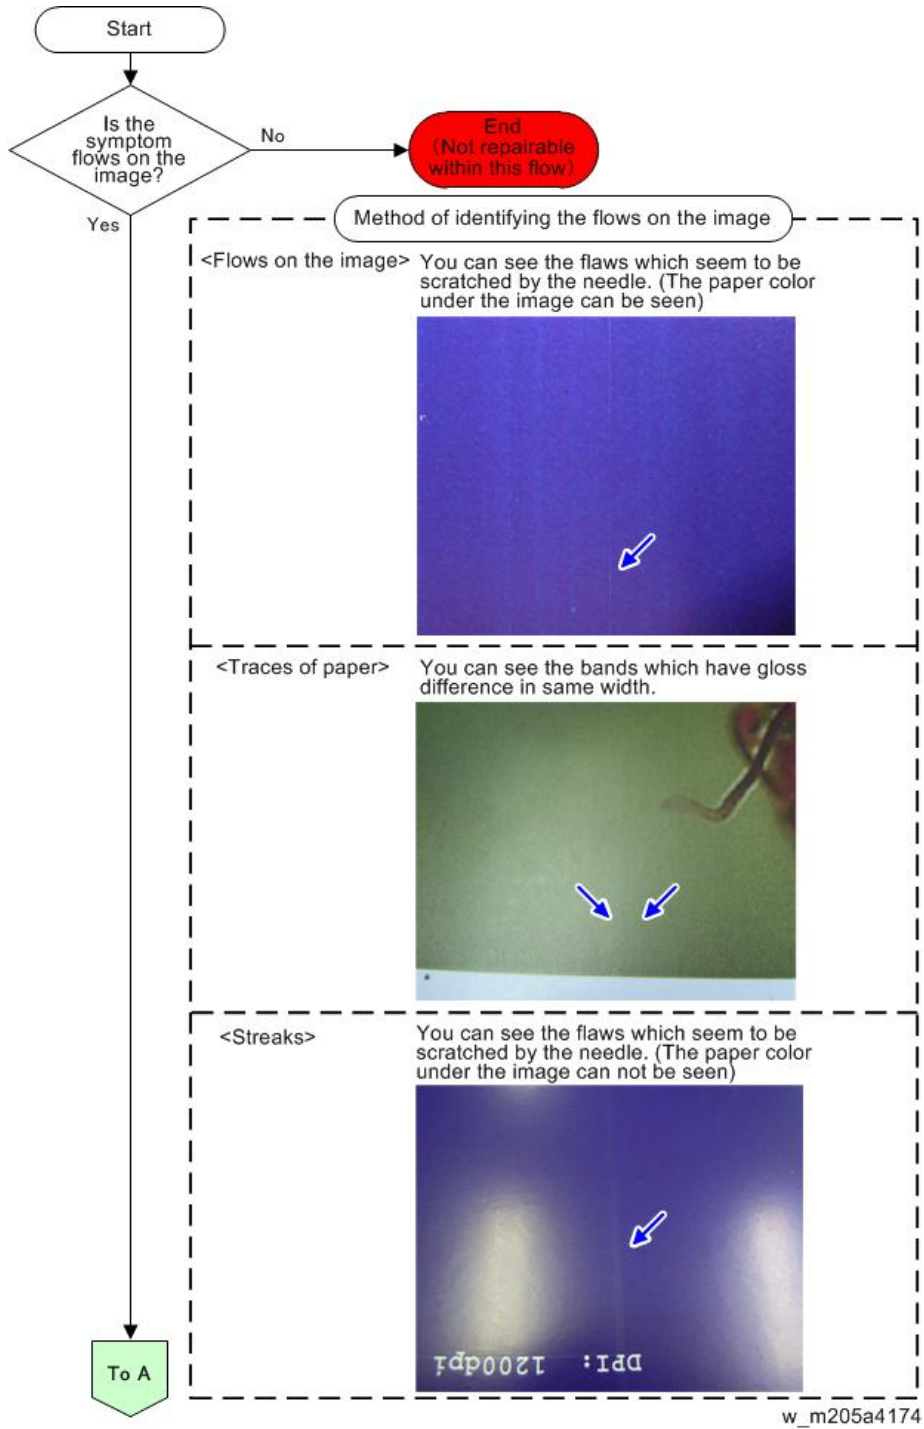 Start
Is the
symptom
flows on the
image?
No
End
(Not repairable
within this flow)
Yes
Method of identifying the flows on the image
<Flows on the image>
You can see the flaws which seem to be
scratched by the needle. (The paper color
under the image can be seen)
<Traces of paper>
You can see the bands which have gloss
difference in same width.
<Streaks>
You can see the flaws which seem to be
scratched by the needle. (The paper color
under the image can not be seen)
DPI: 1200dpi
To A
w_m205a4174